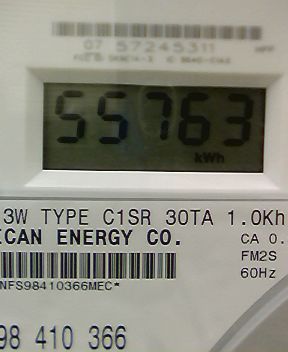 07 57245311
55763
kWh
3W TYPE C1SR 30TA 1.0Kh
ICAN ENERGY CO. CA 0.
FM2S
60Hz
NFS98410366MEC*
98 410 366